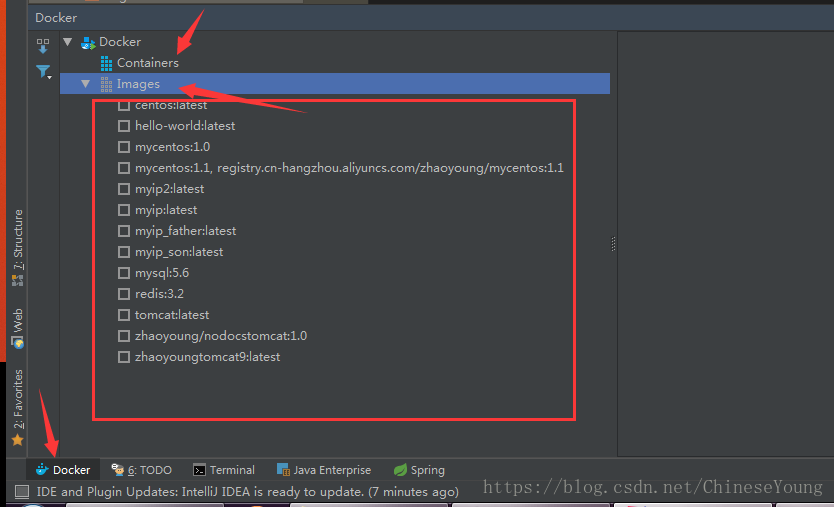 Docker
Docker
Containers
Images
centos:latest
hello-world:latest
mycentos:1.0
mycentos:1.1, registry.cn-hangzhou.aliyuncs.com/zhaoyoung/mycentos:1.1
myip2:latest
myip:latest
myip_father:latest
myip_son:latest
mysql:5.6
redis:3.2
tomcat:latest
zhaoyoung/nodocstomcat:1.0
zhaoyoungtomcat9:latest
7: Structure
Web
2: Favorites
Docker 6: TODO Terminal Java Enterprise Spring
IDE and Plugin Updates: IntelliJ IDEA is ready to update. (7 minutes ago)
https://blog.csdn.net/ChineseYoung